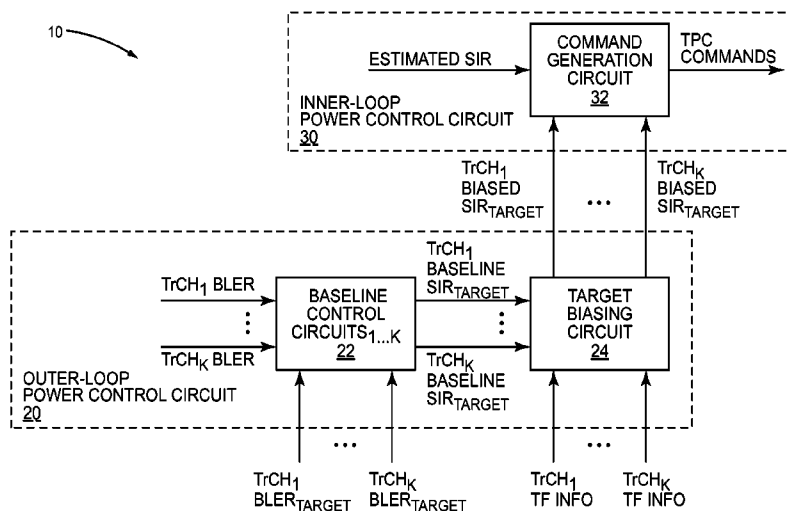 10
ESTIMATED SIR
COMMAND
GENERATION
CIRCUIT
32
TPC
COMMANDS
INNER-LOOP
POWER CONTROL CIRCUIT
30
TrCH1
BIASED
SIRTARGET
...
TrCHK
BIASED
SIRTARGET
TrCH1 BLER
TrCHK BLER
BASELINE
CONTROL
CIRCUITS1...K
22
TrCH1
BASELINE
SIRTARGET
TrCHK
BASELINE
SIRTARGET
TARGET
BIASING
CIRCUIT
24
OUTER-LOOP
POWER CONTROL CIRCUIT
20
...
...
TrCH1
BLERTARGET
TrCHK
BLERTARGET
TrCH1
TF INFO
TrCHK
TF INFO